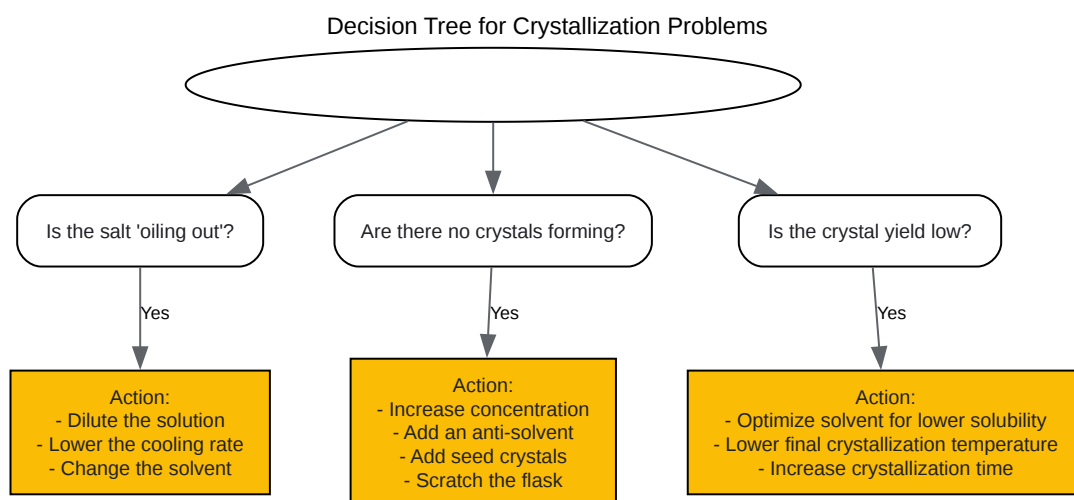 Decision Tree for Crystallization Problems
Is the salt 'oiling out'?
Are there no crystals forming?
Is the crystal yield low?
Yes
Yes
Yes
Action:
- Dilute the solution
- Lower the cooling rate
- Change the solvent
Action:
- Increase concentration
- Add an anti-solvent
- Add seed crystals
- Scratch the flask
Action:
- Optimize solvent for lower solubility
- Lower final crystallization temperature
- Increase crystallization time